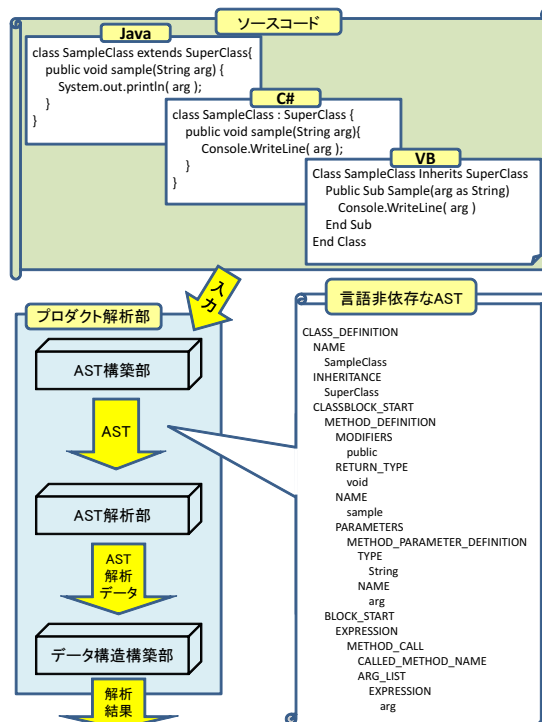 ソースコード
Java
class SampleClass extends SuperClass{
public void sample(String arg) {
System.out.println( arg );
}
}
C#
class SampleClass : SuperClass {
public void sample(String arg){
Console.WriteLine( arg );
}
}
VB
Class SampleClass Inherits SuperClass
Public Sub Sample(arg as String)
Console.WriteLine( arg )
End Sub
End Class
入力
プロダクト解析部
AST構築部
AST
AST解析部
AST
解析
データ
データ構造構築部
解析
結果
言語非依存なAST
CLASS_DEFINITION
NAME
SampleClass
INHERITANCE
SuperClass
CLASSBLOCK_START
METHOD_DEFINITION
MODIFIERS
public
RETURN_TYPE
void
NAME
sample
PARAMETERS
METHOD_PARAMETER_DEFINITION
TYPE
String
NAME
arg
BLOCK_START
EXPRESSION
METHOD_CALL
CALLED_METHOD_NAME
ARG_LIST
EXPRESSION
arg